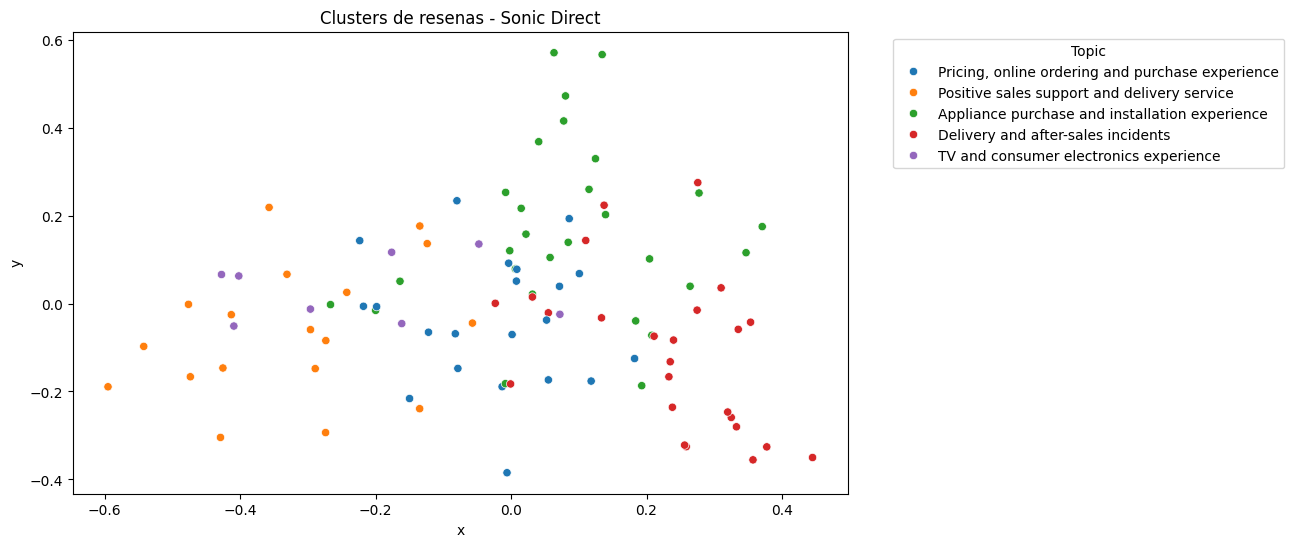 Clusters de resenas - Sonic Direct
Topic
Pricing, online ordering and purchase experience
Positive sales support and delivery service
Appliance purchase and installation experience
Delivery and after-sales incidents
TV and consumer electronics experience
0.6
0.4
0.2
0.0
−0.2
−0.4
y
−0.6
−0.4
−0.2
0.0
0.2
0.4
x